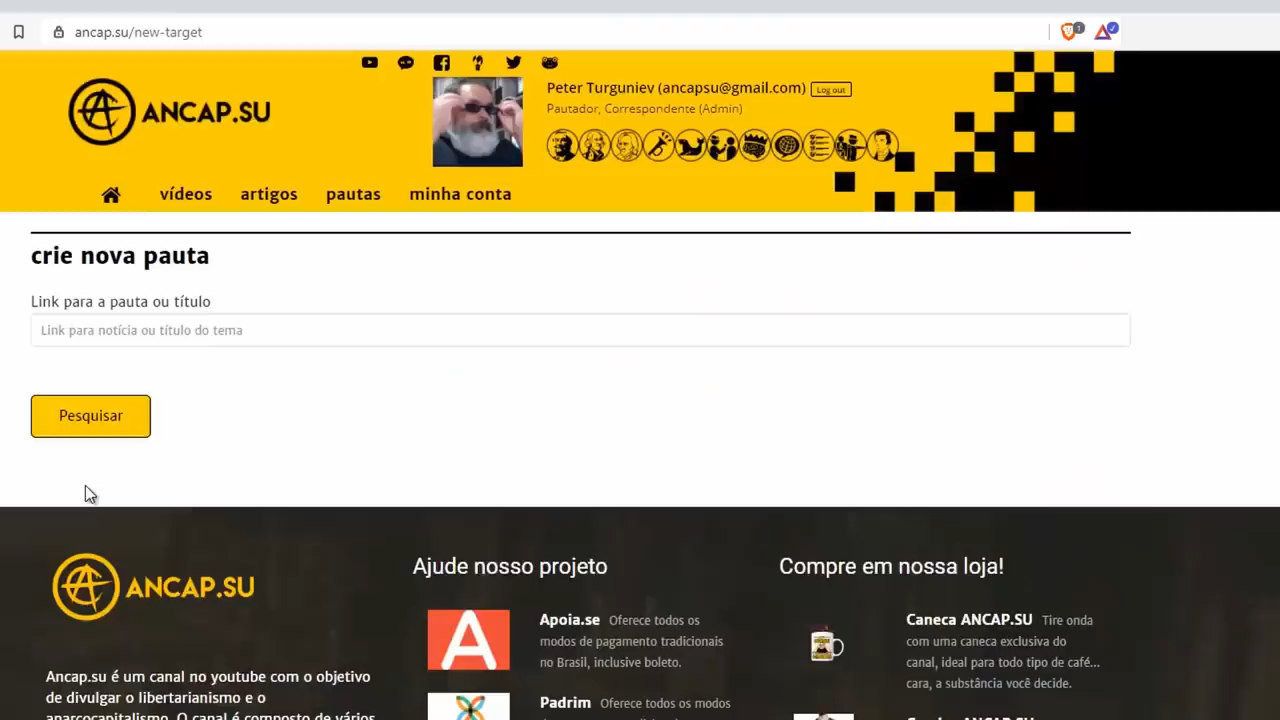 ancap.su/new-target
ANCAP.SU
Peter Turguniev (ancapsu@gmail.com) Log out
Pautador, Correspondente (Admin)
vídeos artigos pautas minha conta
crie nova pauta
Link para a pauta ou título
Link para notícia ou título do tema
Pesquisar
ANCAP.SU
Ancap.su é um canal no youtube com o objetivo
de divulgar o libertarianismo e o
anarcocapitalismo. O canal é composto de vários
Ajude nosso projeto
Apoia.se Oferece todos os
modos de pagamento tradicionais
no Brasil, inclusive boleto.
Padrim Oferece todos os modos
Compre em nossa loja!
Caneca ANCAP.SU Tire onda
com uma caneca exclusiva do
canal, ideal para todo tipo de café...
cara, a substância você decide.